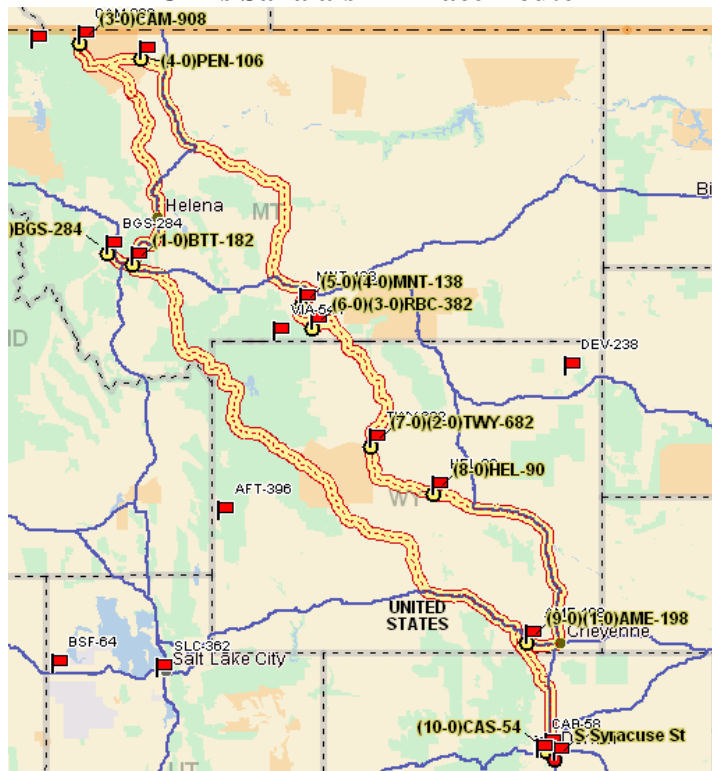 (3-0)CAM-908
(4-0)PEN-106
Helena
MT
BGS-284
)BGS-284
(1-0)BTT-182
(5-0)(4-0)MNT-138
(6-0)(3-0)RBC-382
DEV-238
(7-0)(2-0)TWY-682
(8-0)HEL-90
AFT-396
WY
UNITED
STATES
(9-0)(1-0)AME-198
Cheyenne
BSF-64
SLC-362
Salt Lake City
CAB-58
(10-0)CAS-54
S Syracuse St
UT